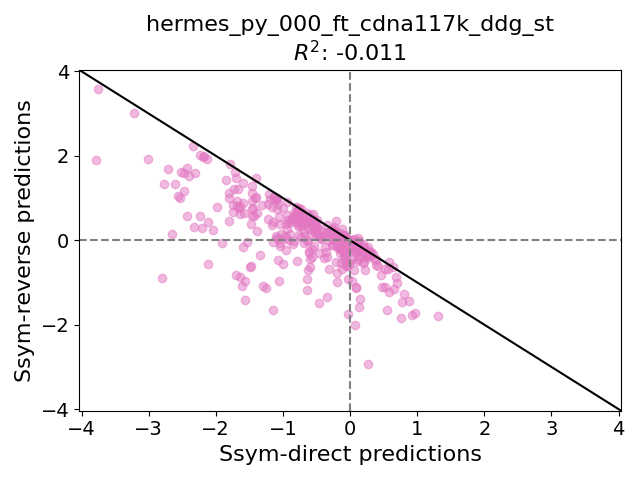 hermes_py_000_ft_cdna117k_ddg_st
R²: -0.011
4
2
0
−2
−4
Ssym-reverse predictions
−4 −3 −2 −1 0 1 2 3 4
Ssym-direct predictions